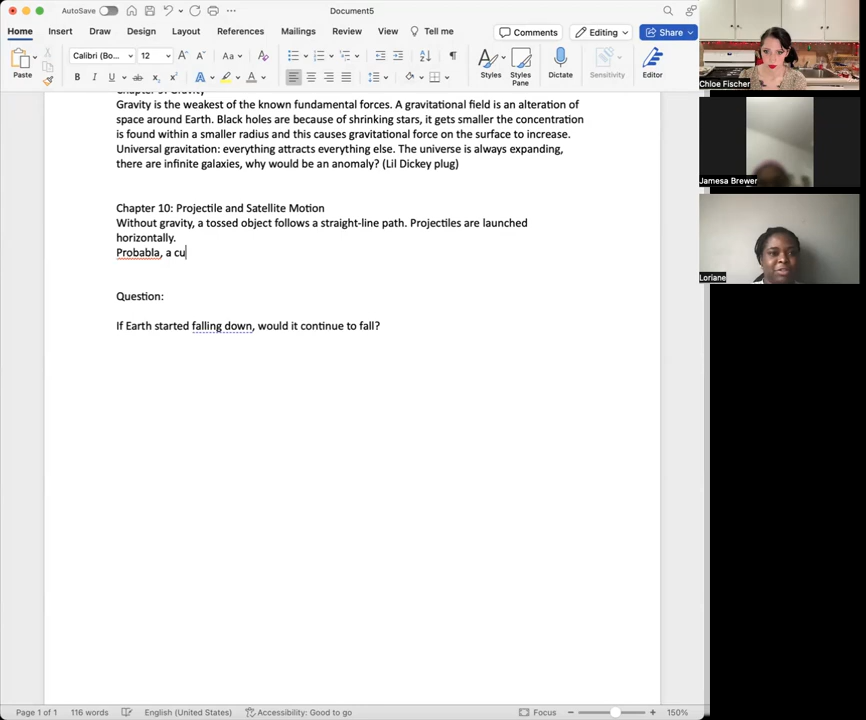 AutoSave
Document5
Home
Insert
Draw
Design
Layout
References
Mailings
Review
View
Tell me
Comments
Editing
Share
Paste
Calibri (Bo...
12
Styles
Styles Pane
Dictate
Sensitivity
Editor
Chapter 9: Gravity
Gravity is the weakest of the known fundamental forces. A gravitational field is an alteration of
space around Earth. Black holes are because of shrinking stars, it gets smaller the concentration
is found within a smaller radius and this causes gravitational force on the surface to increase.
Universal gravitation: everything attracts everything else. The universe is always expanding,
there are infinite galaxies, why would be an anomaly? (Lil Dickey plug)
Chapter 10: Projectile and Satellite Motion
Without gravity, a tossed object follows a straight-line path. Projectiles are launched
horizontally.
Probabla, a cu
Question:
If Earth started falling down, would it continue to fall?
Page 1 of 1
116 words
English (United States)
Accessibility: Good to go
Focus
150%
Chloe Fischer
Jamesa Brewer
Loriane